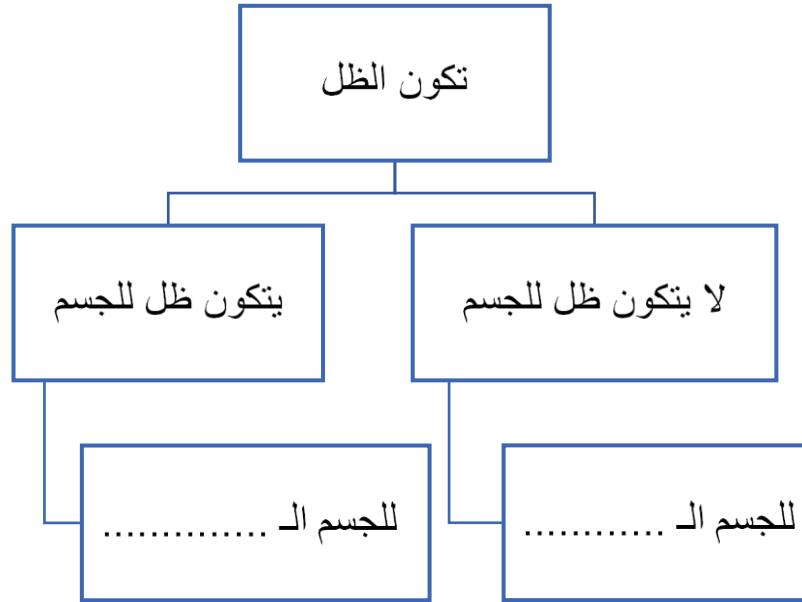 تكون الظل
لا يتكون ظل للجسم
يتكون ظل للجسم
للجسم الـ ............
للجسم الـ ..............